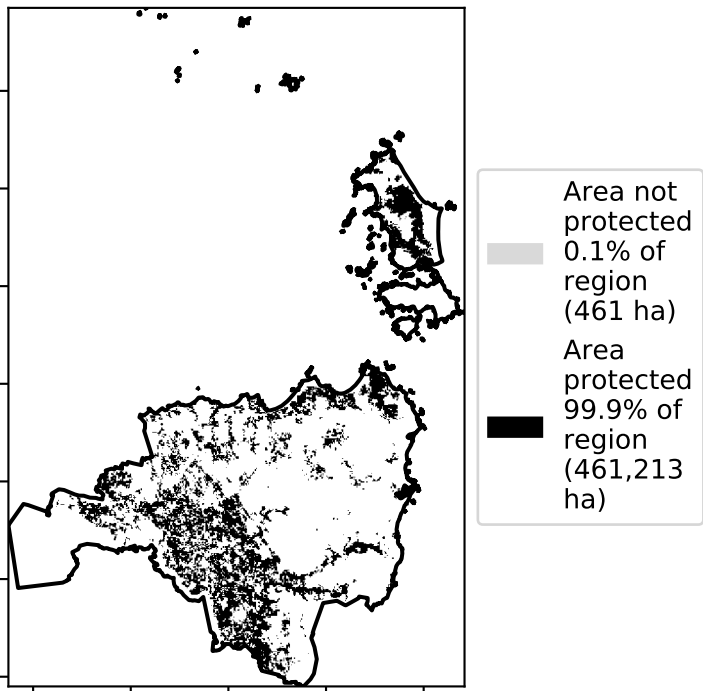 Area not
protected
0.1% of
region
(461 ha)
Area
protected
99.9% of
region
(461,213
ha)